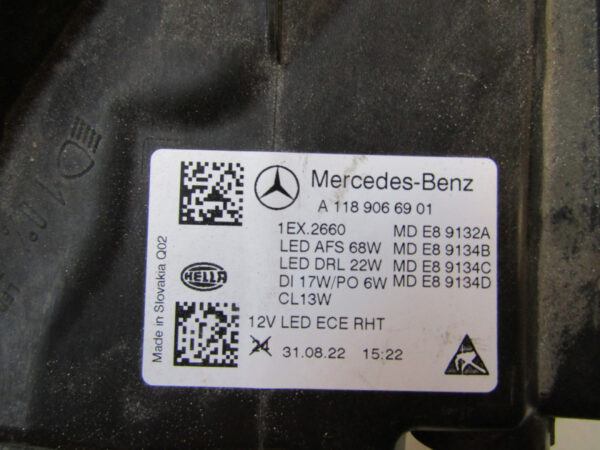 Mercedes-Benz
A 118 906 69 01
1EX.2660 MD E8 9132A
LED AFS 68W MD E8 9134B
LED DRL 22W MD E8 9134C
DI 17W/PO 6W MD E8 9134D
CL13W
12V LED ECE RHT
24 31.08.22 15:22
HELLA
Made in Slovakia Q02